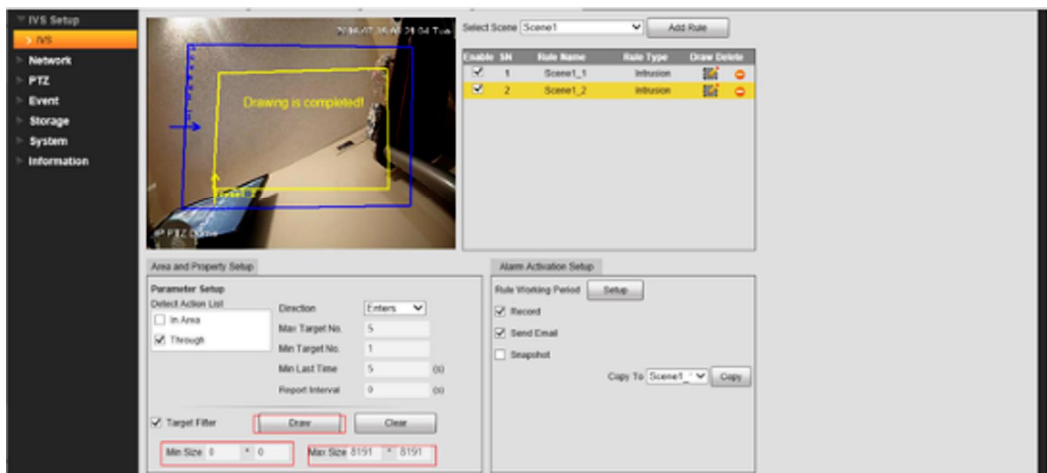 IVS Setup
IVS
Network
PTZ
Event
Storage
System
Information
Drawing is completed!
IP PTZ Dome
Select Scene Scene1 Add Rule
Enable SN Rule Name Rule Type Draw Delete
1 Scene1_1 Intrusion
2 Scene1_2 Intrusion
Area and Property Setup
Parameter Setup
Detect Action List
In Area
Through
Direction Enters
Max Target No. 5
Min Target No. 1
Min Last Time 5 (s)
Report Interval 0 (s)
Target Filter Draw Clear
Min Size 0 * 0 Max Size 8191 * 8191
Alarm Activation Setup
Rule Working Period Setup
Record
Send Email
Snapshot
Copy To Scene1_ Copy